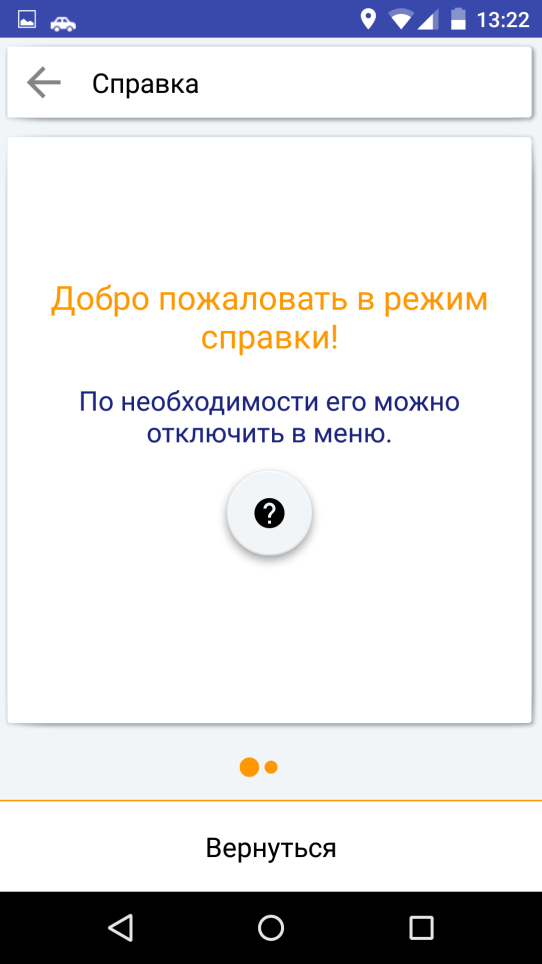 13:22
Справка
Добро пожаловать в режим
справки!
По необходимости его можно
отключить в меню.
?
Вернуться